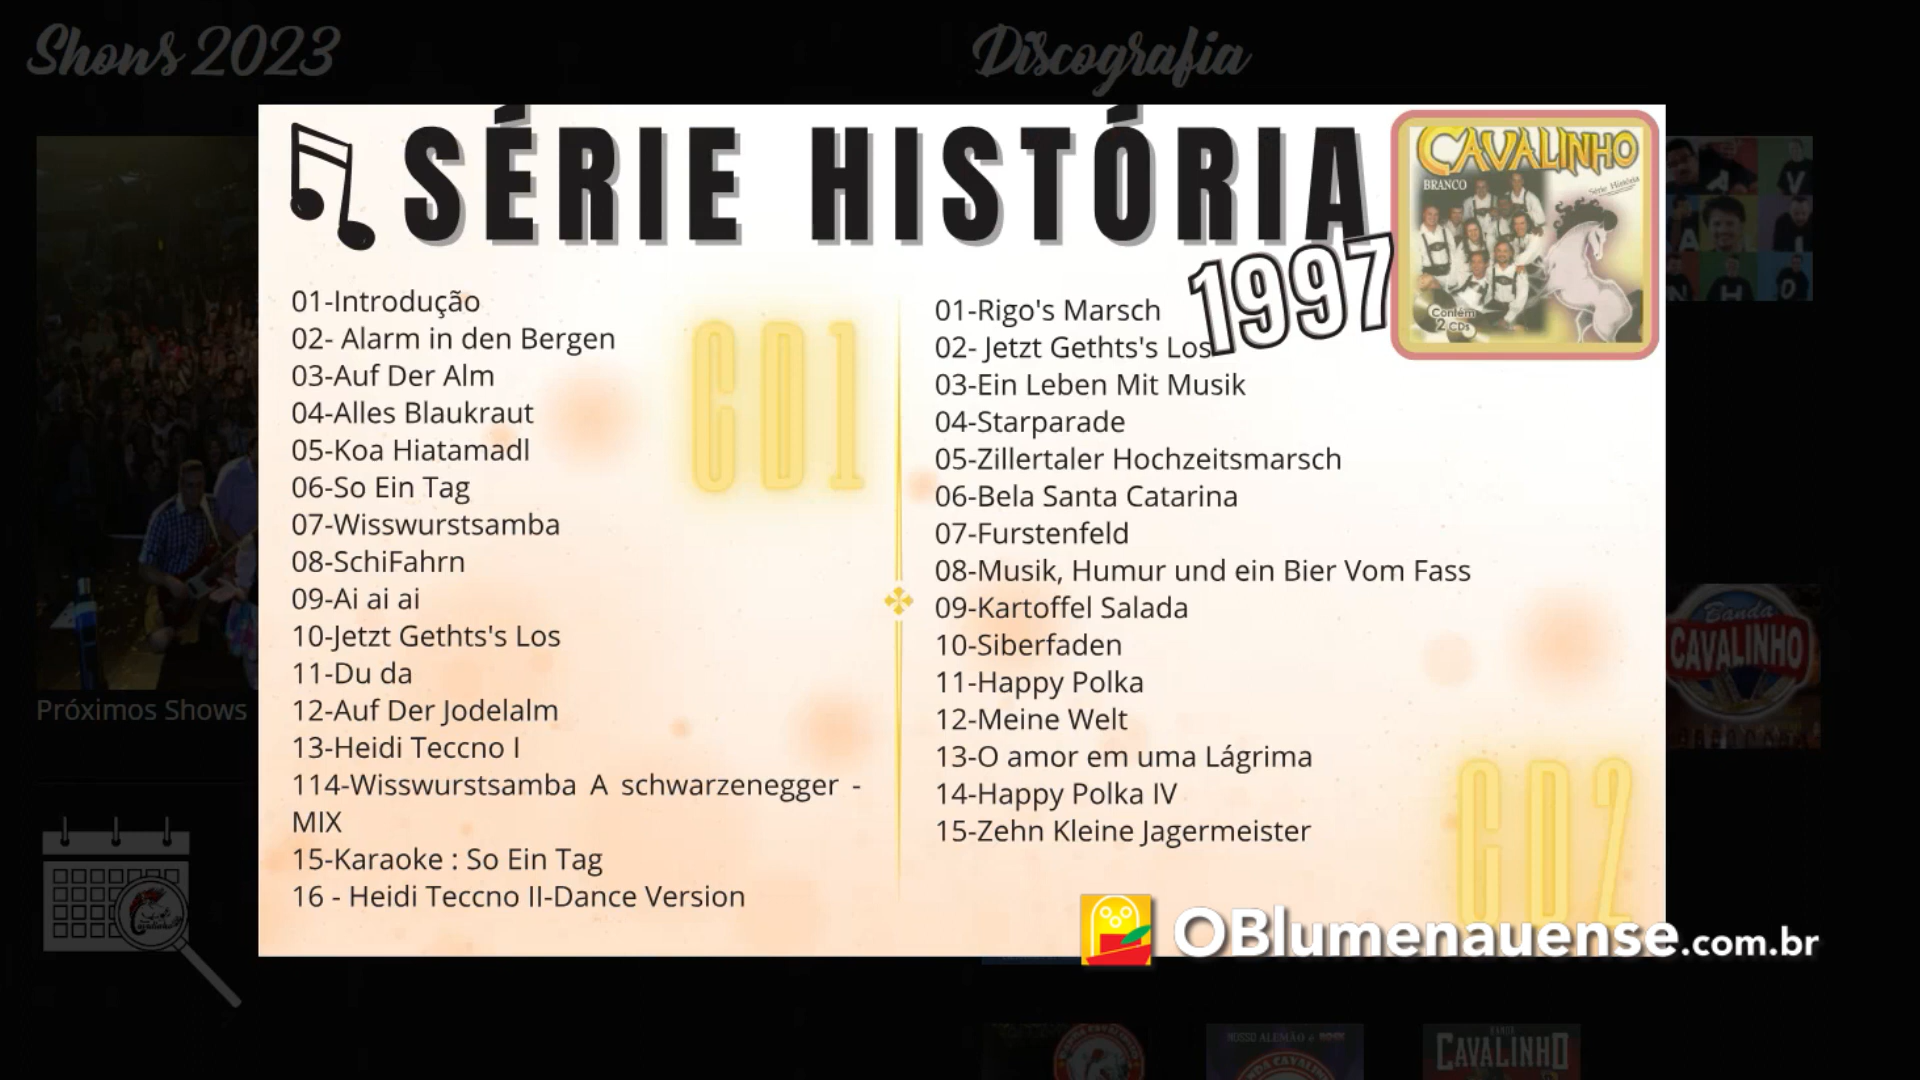 Shows 2023
Discografia
SÉRIE HISTÓRIA
1997
CAVALINHO
BRANCO
Série História
Contém
2 CDs
CD1
01-Introdução
02- Alarm in den Bergen
03-Auf Der Alm
04-Alles Blaukraut
05-Koa Hiatamadl
06-So Ein Tag
07-Wisswurstsamba
08-SchiFahrn
09-Ai ai ai
10-Jetzt Gethts's Los
11-Du da
12-Auf Der Jodelalm
13-Heidi Teccno I
114-Wisswurstsamba A schwarzenegger -
MIX
15-Karaoke : So Ein Tag
16 - Heidi Teccno II-Dance Version
01-Rigo's Marsch
02- Jetzt Gethts's Los
03-Ein Leben Mit Musik
04-Starparade
05-Zillertaler Hochzeitsmarsch
06-Bela Santa Catarina
07-Furstenfeld
08-Musik, Humur und ein Bier Vom Fass
09-Kartoffel Salada
10-Siberfaden
11-Happy Polka
12-Meine Welt
13-O amor em uma Lágrima
14-Happy Polka IV
15-Zehn Kleine Jagermeister
CD2
Próximos Shows
Banda
CAVALINHO
OBlumenauense.com.br
NOSSO ALEMÃO é ROSA
BANDA
CAVALINHO